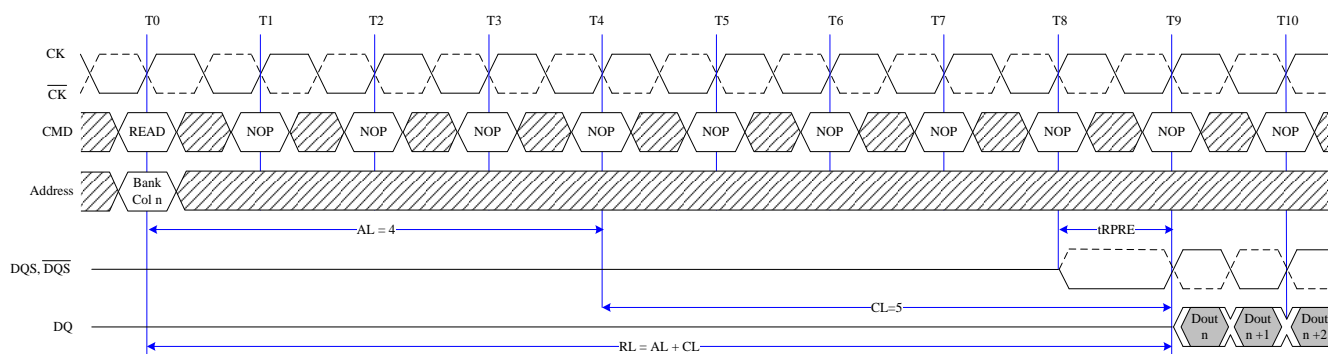 T0 T1 T2 T3 T4 T5 T6 T7 T8 T9 T10
CK
CK
CMD READ NOP NOP NOP NOP NOP NOP NOP NOP NOP NOP
Address Bank
Col n
AL = 4 tRPRE
DQS, DQS
CL=5
DQ Dout Dout Dout
n n +1 n +2
RL = AL + CL